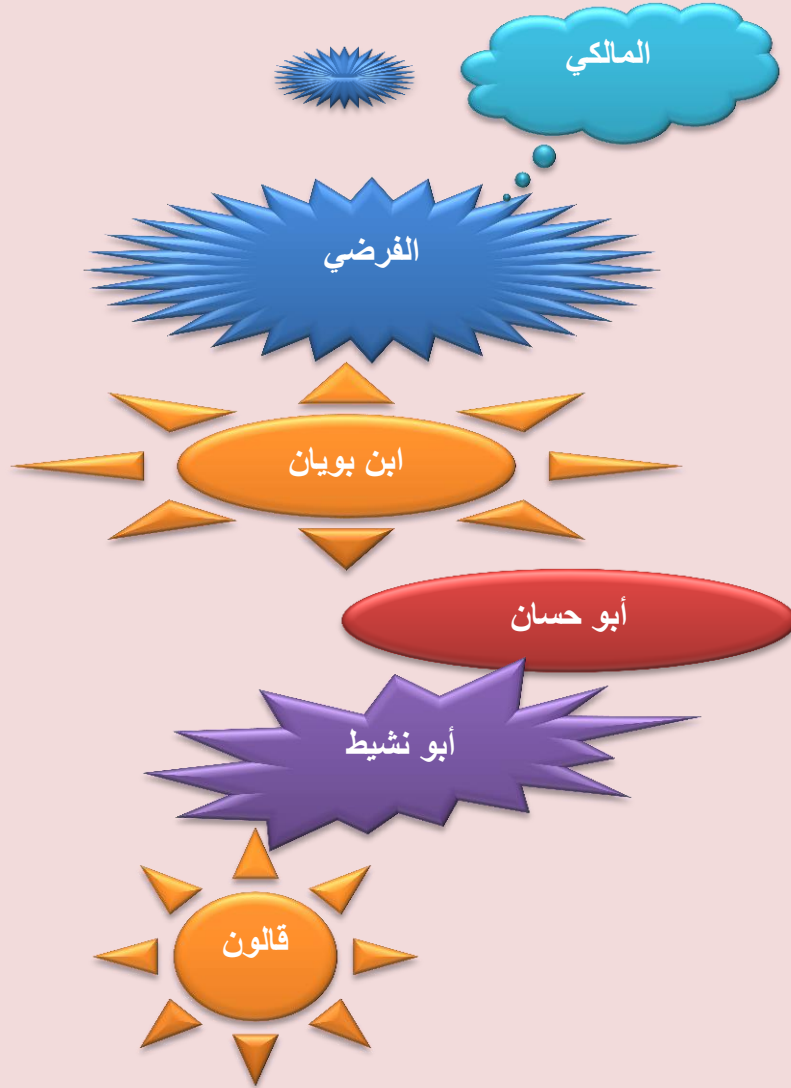 المالكي
الفرضي
ابن بويان
أبو حسان
أبو نشيط
قالون